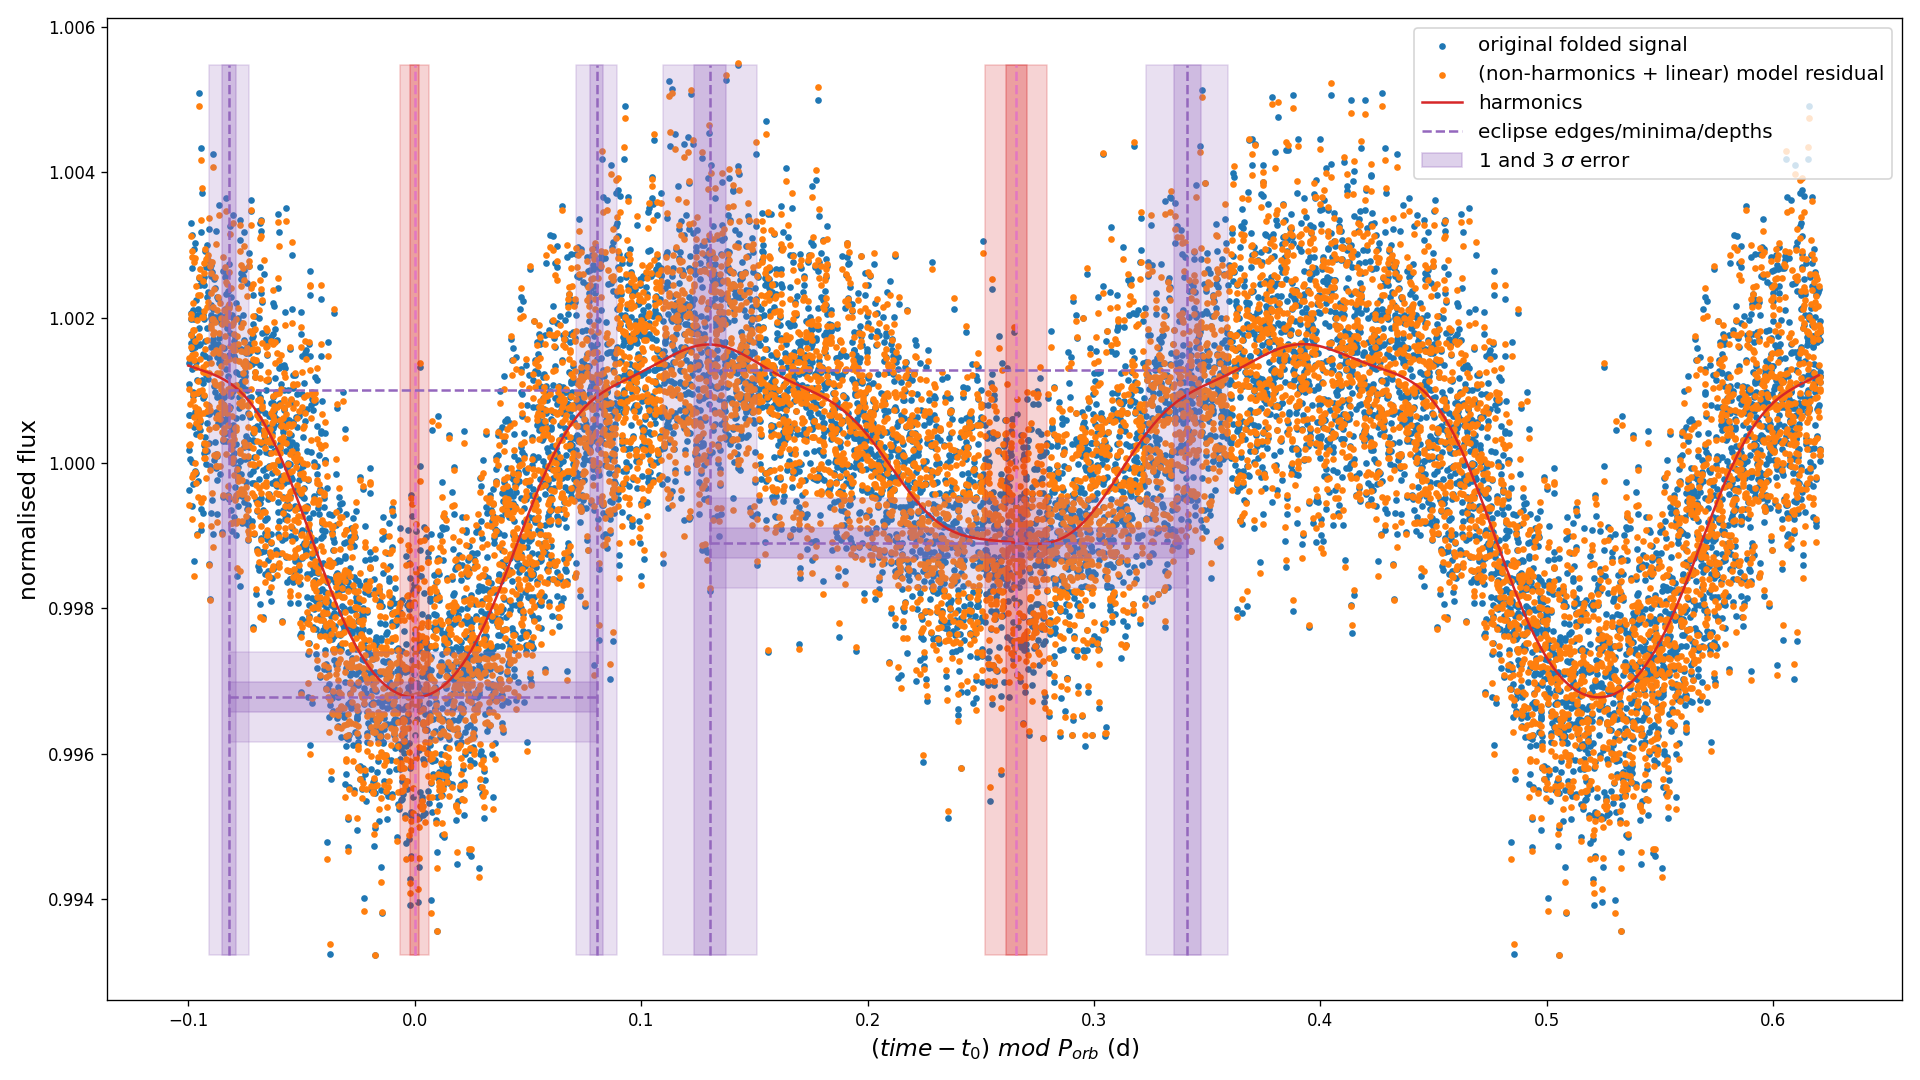 1.006
1.004
1.002
1.000
0.998
0.996
0.994
normalised flux
original folded signal
(non-harmonics + linear) model residual
harmonics
eclipse edges/minima/depths
1 and 3 σ error
−0.1 0.0 0.1 0.2 0.3 0.4 0.5 0.6
(time − t₀) mod Pₒᵣb (d)